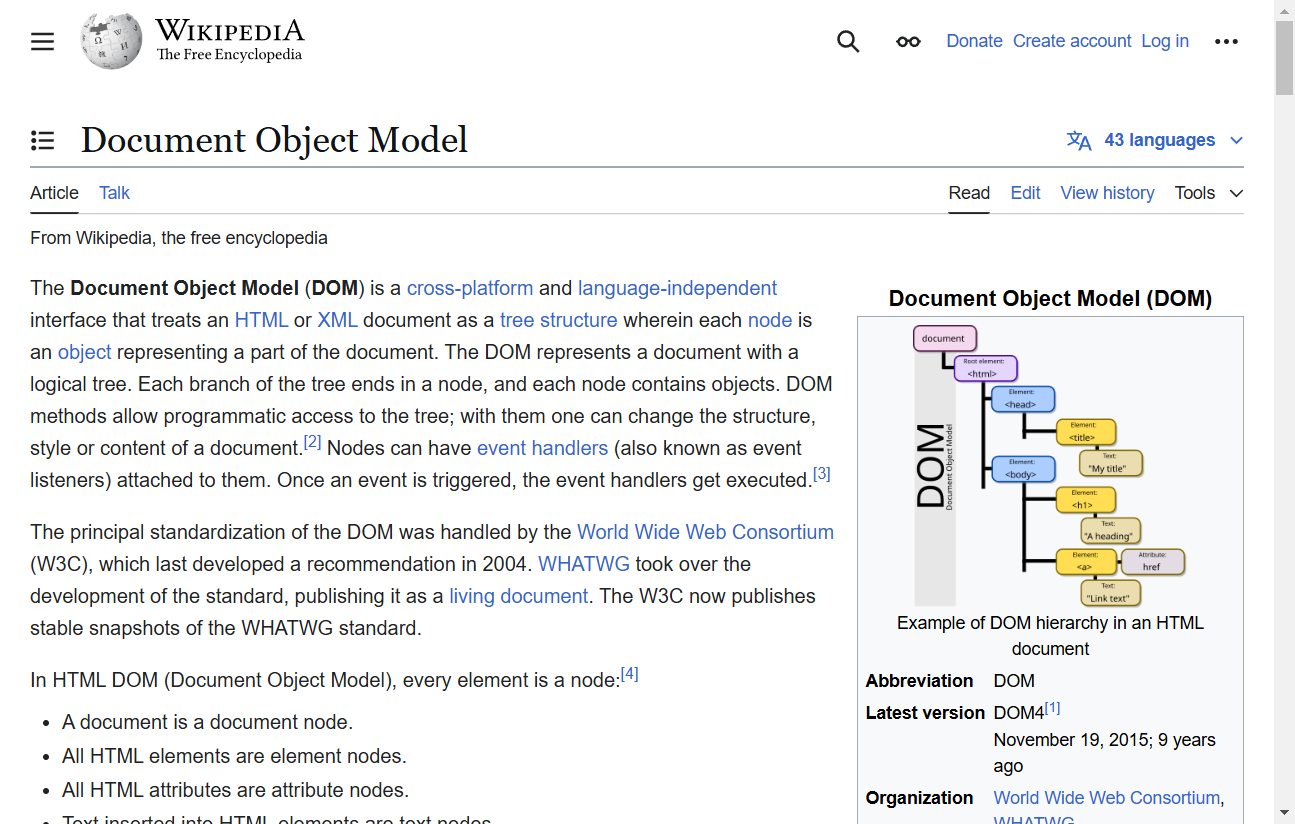 WIKIPEDIA
The Free Encyclopedia
Donate Create account Log in
Document Object Model
43 languages
Article Talk
Read Edit View history Tools
From Wikipedia, the free encyclopedia
The Document Object Model (DOM) is a cross-platform and language-independent
interface that treats an HTML or XML document as a tree structure wherein each node is
an object representing a part of the document. The DOM represents a document with a
logical tree. Each branch of the tree ends in a node, and each node contains objects. DOM
methods allow programmatic access to the tree; with them one can change the structure,
style or content of a document.[2] Nodes can have event handlers (also known as event
listeners) attached to them. Once an event is triggered, the event handlers get executed.[3]
The principal standardization of the DOM was handled by the World Wide Web Consortium
(W3C), which last developed a recommendation in 2004. WHATWG took over the
development of the standard, publishing it as a living document. The W3C now publishes
stable snapshots of the WHATWG standard.
In HTML DOM (Document Object Model), every element is a node:[4]
• A document is a document node.
• All HTML elements are element nodes.
• All HTML attributes are attribute nodes.
• Text inserted into HTML elements are text nodes.
Document Object Model (DOM)
document
Root element:
<html>
Element:
<head>
Element:
<title>
Text:
"My title"
Element:
<body>
Element:
<h1>
Text:
"A heading"
Element:
<a>
Attribute:
href
Text:
"Link text"
DOM
Document Object Model
Example of DOM hierarchy in an HTML
document
Abbreviation DOM
Latest version DOM4[1]
November 19, 2015; 9 years
ago
Organization World Wide Web Consortium,
WHATWG